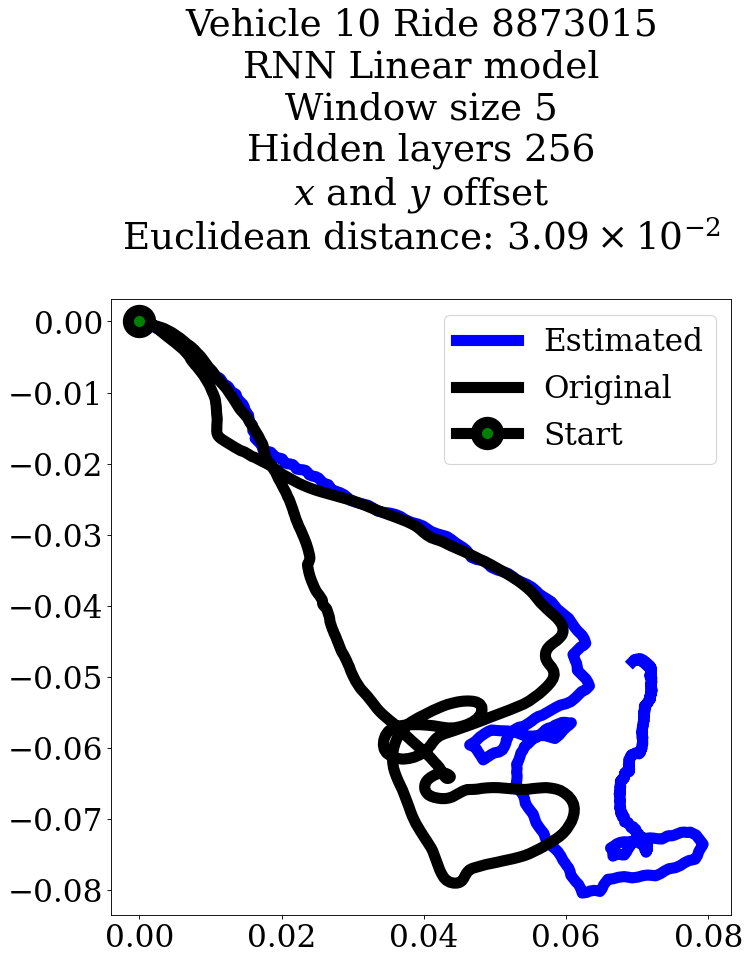 Vehicle 10 Ride 8873015
RNN Linear model
Window size 5
Hidden layers 256
x and y offset
Euclidean distance: 3.09 × 10⁻²
Estimated
Original
Start
0.00
−0.01
−0.02
−0.03
−0.04
−0.05
−0.06
−0.07
−0.08
0.00 0.02 0.04 0.06 0.08